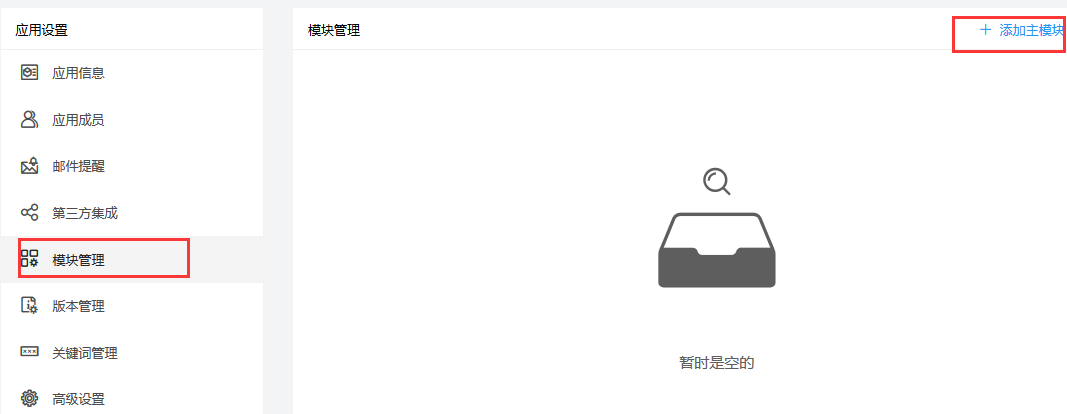 应用设置
应用信息
应用成员
邮件提醒
第三方集成
模块管理
版本管理
关键词管理
高级设置
模块管理
添加主模块
暂时是空的